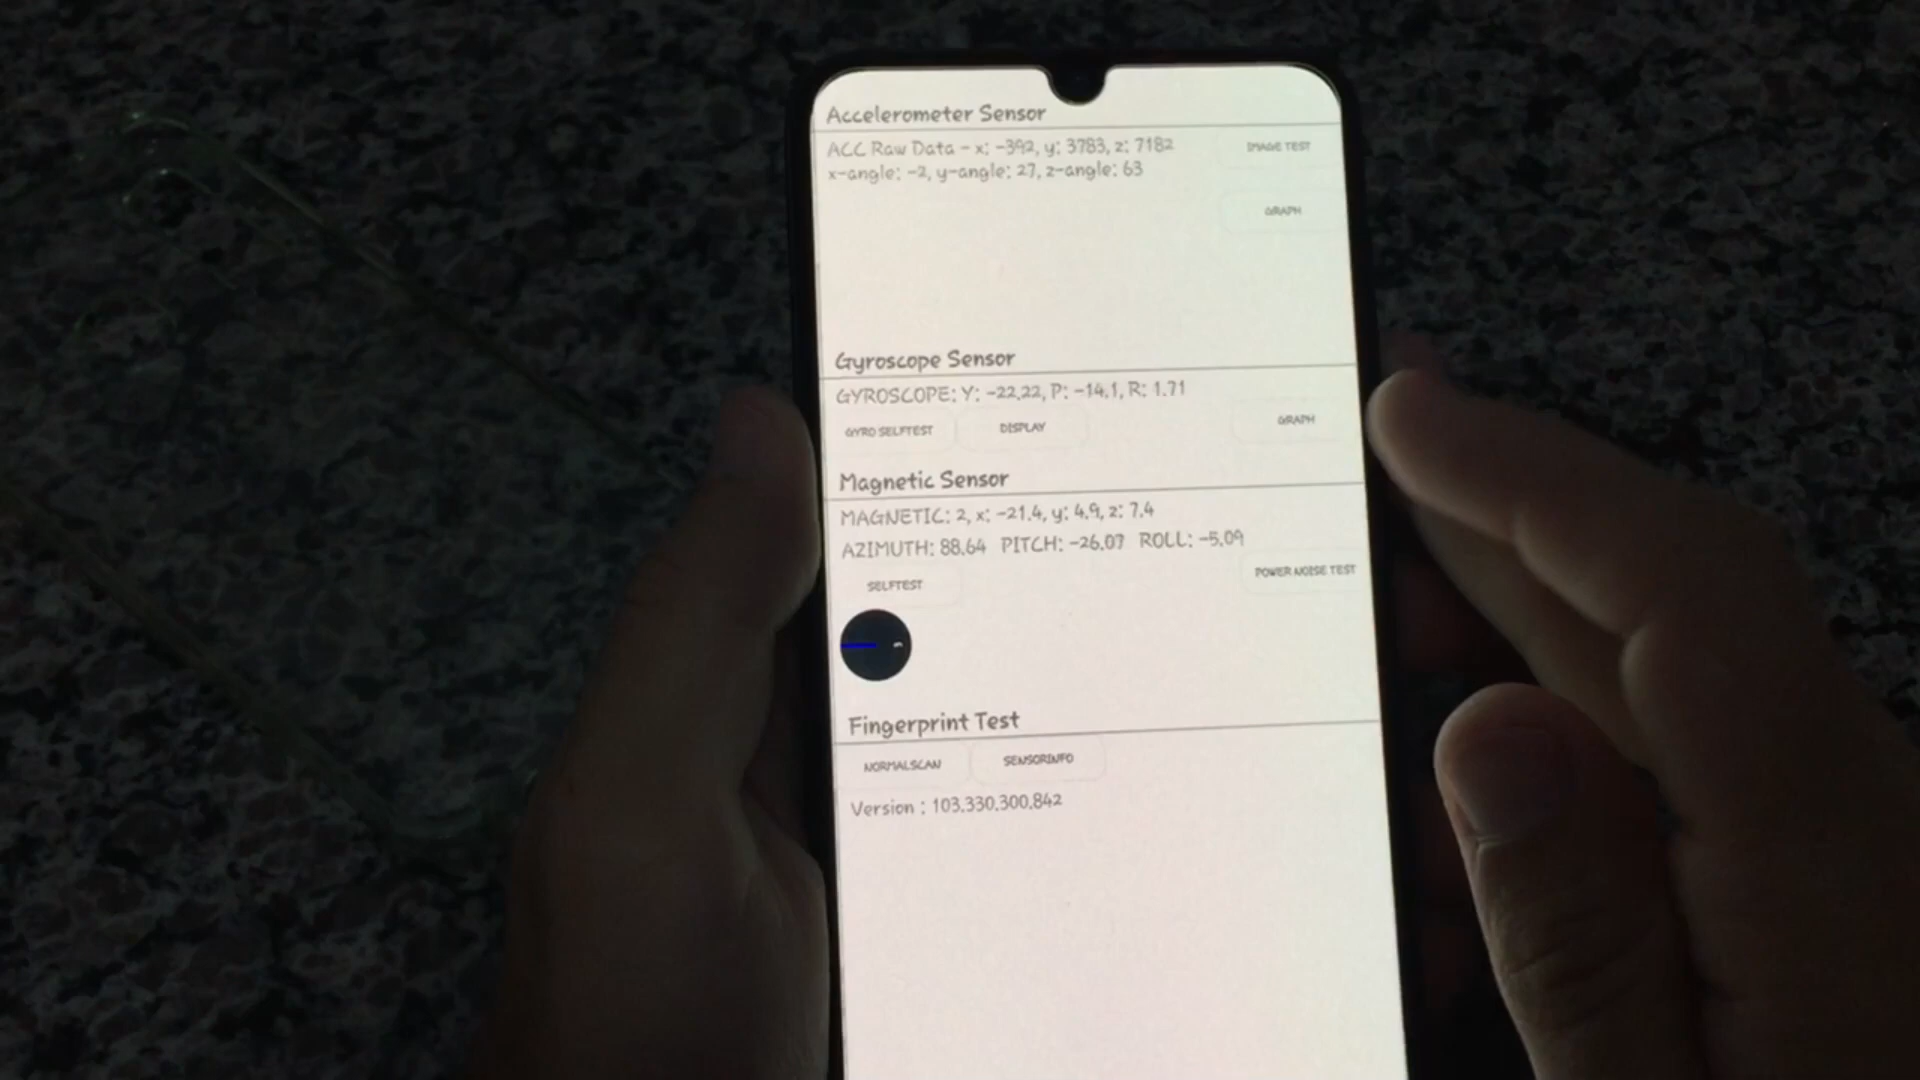 Accelerometer Sensor
ACC Raw Data - x: -392, y: 3783, z: 7182
IMAGE TEST
x-angle: -2, y-angle: 27, z-angle: 63
GRAPH
Gyroscope Sensor
GYROSCOPE: Y: -22.22, P: -14.1, R: 1.71
GYRO SELFTEST DISPLAY GRAPH
Magnetic Sensor
MAGNETIC: 2, x: -21.4, y: 4.9, z: 7.4
AZIMUTH: 88.64 PITCH: -26.07 ROLL: -5.09
SELFTEST POWER NOISE TEST
Fingerprint Test
NORMALSCAN SENSORINFO
Version : 103.330.300.842